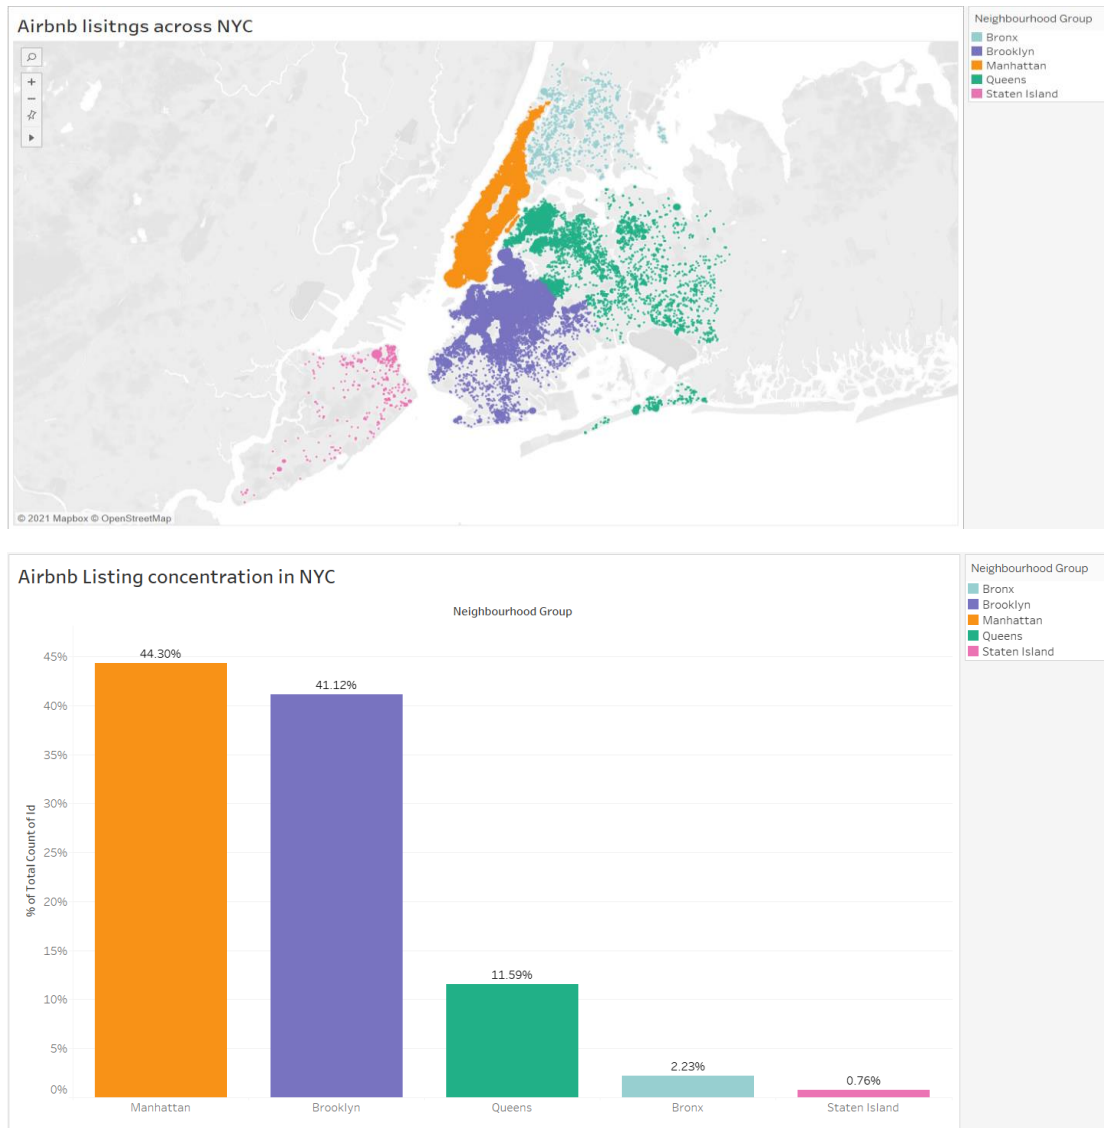 Airbnb lisitngs across NYC
Neighbourhood Group
Bronx
Brooklyn
Manhattan
Queens
Staten Island
© 2021 Mapbox © OpenStreetMap
Airbnb Listing concentration in NYC
Neighbourhood Group
Bronx
Brooklyn
Manhattan
Queens
Staten Island
Neighbourhood Group
% of Total Count of Id
45%
40%
35%
30%
25%
20%
15%
10%
5%
0%
44.30%
41.12%
11.59%
2.23%
0.76%
Manhattan
Brooklyn
Queens
Bronx
Staten Island